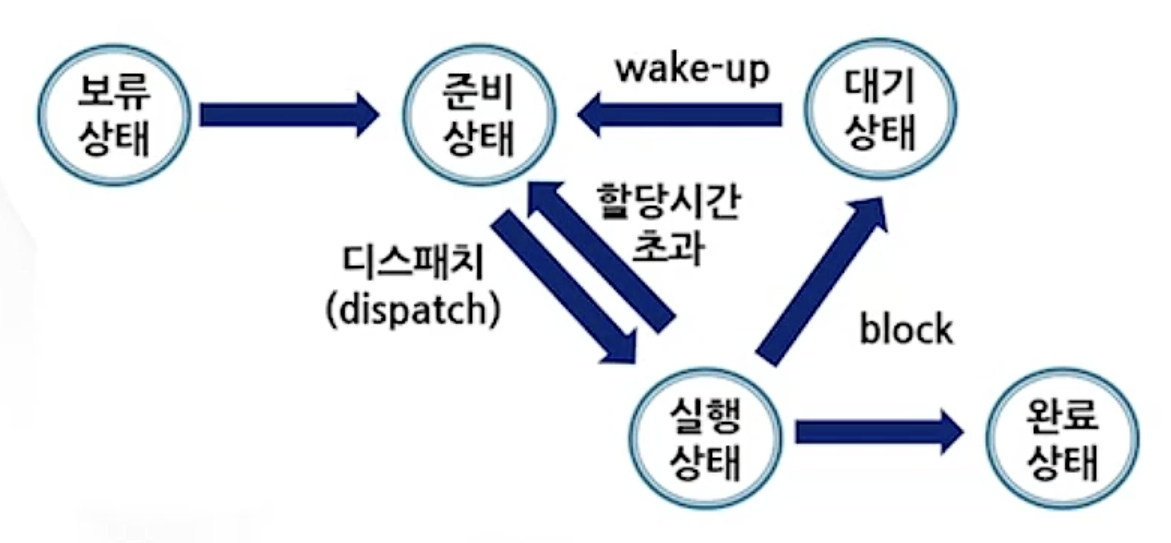 보류
상태
준비
상태
wake-up
대기
상태
할당시간
초과
디스패치
(dispatch)
block
실행
상태
완료
상태